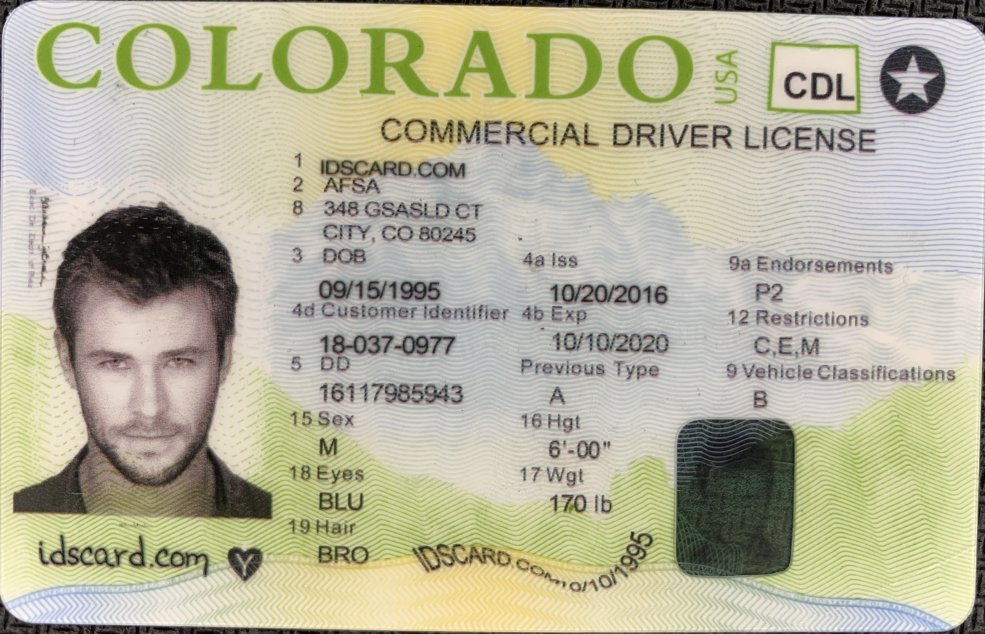 COLORADO USA CDL
COMMERCIAL DRIVER LICENSE
1 IDSCARD.COM
2 AFSA
8 348 GSASLD CT
CITY, CO 80245
3 DOB 4a Iss 9a Endorsements
09/15/1995 10/20/2016 P2
4d Customer Identifier 4b Exp 12 Restrictions
18-037-0977 10/10/2020 C,E,M
5 DD Previous Type 9 Vehicle Classifications
16117985943 A B
15 Sex 16 Hgt
M 6'-00"
18 Eyes 17 Wgt
BLU 170 lb
19 Hair
BRO
idscard.com Y
IDSCARD COM